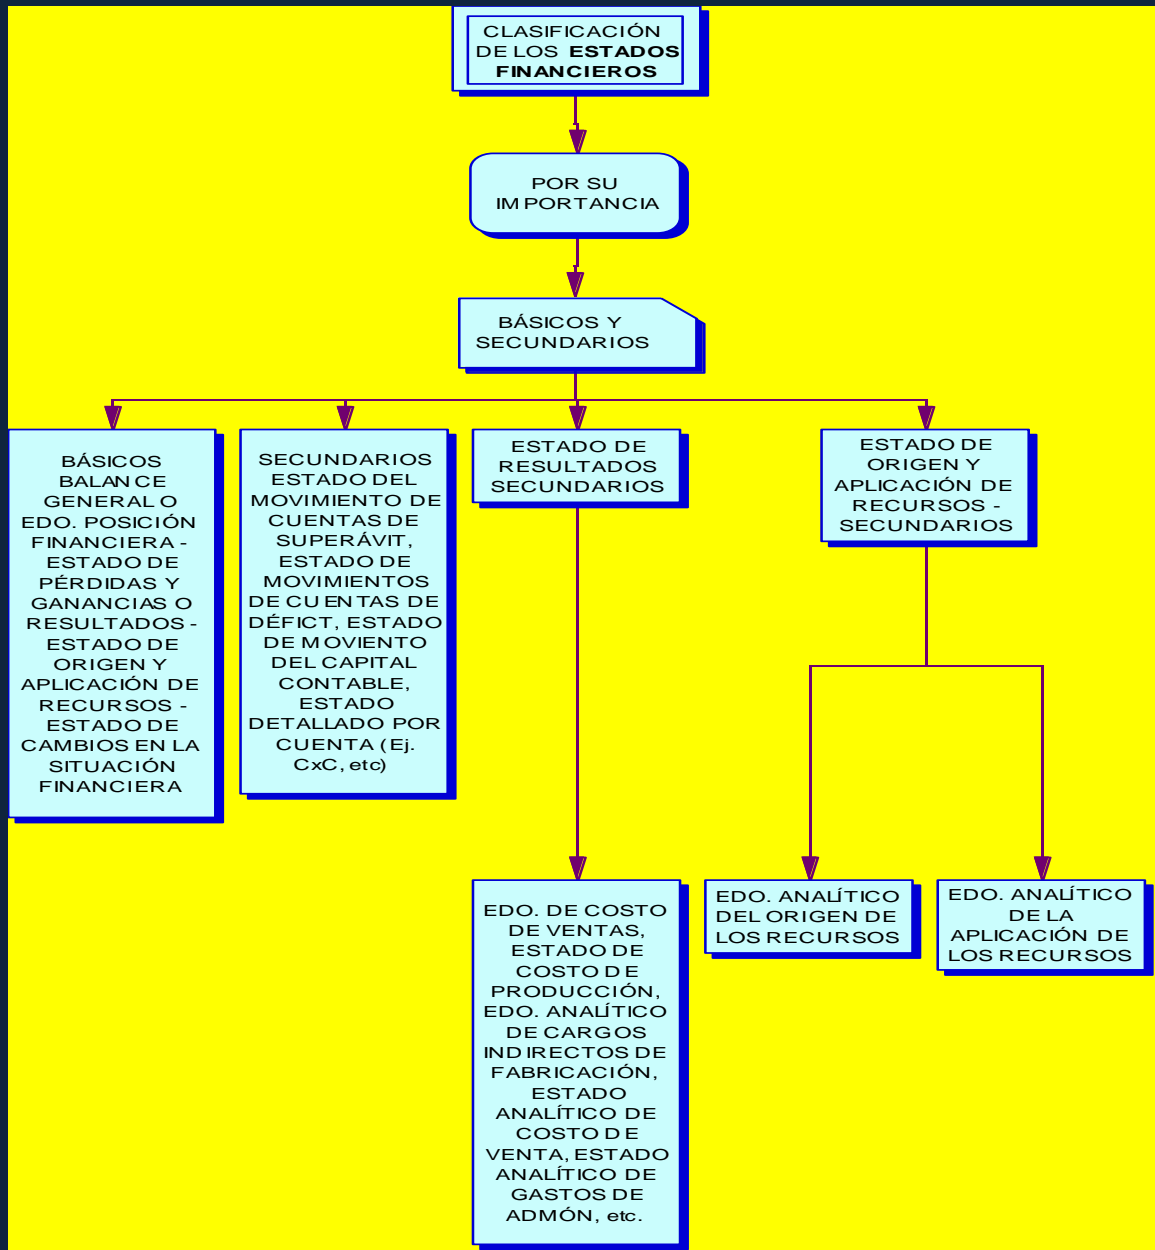 CLASIFICACIÓN
DE LOS ESTADOS
FINANCIEROS
POR SU
IMPORTANCIA
BÁSICOS Y
SECUNDARIOS
BÁSICOS
BALANCE
GENERAL O
EDO. POSICIÓN
FINANCIERA -
ESTADO DE
PÉRDIDAS Y
GANANCIAS O
RESULTADOS -
ESTADO DE
ORIGEN Y
APLICACIÓN DE
RECURSOS -
ESTADO DE
CAMBIOS EN LA
SITUACIÓN
FINANCIERA
SECUNDARIOS
ESTADO DEL
MOVIMIENTO DE
CUENTAS DE
SUPERÁVIT,
ESTADO DE
MOVIMIENTOS
DE CUENTAS DE
DÉFICT, ESTADO
DE MOVIENTO
DEL CAPITAL
CONTABLE,
ESTADO
DETALLADO POR
CUENTA (Ej.
CxC, etc)
ESTADO DE
RESULTADOS
SECUNDARIOS
ESTADO DE
ORIGEN Y
APLICACIÓN DE
RECURSOS -
SECUNDARIOS
EDO. DE COSTO
DE VENTAS,
ESTADO DE
COSTO DE
PRODUCCIÓN,
EDO. ANALÍTICO
DE CARGOS
INDIRECTOS DE
FABRICACIÓN,
ESTADO
ANALÍTICO DE
COSTO DE
VENTA, ESTADO
ANALÍTICO DE
GASTOS DE
ADMÓN, etc.
EDO. ANALÍTICO
DEL ORIGEN DE
LOS RECURSOS
EDO. ANALÍTICO
DE LA
APLICACIÓN DE
LOS RECURSOS